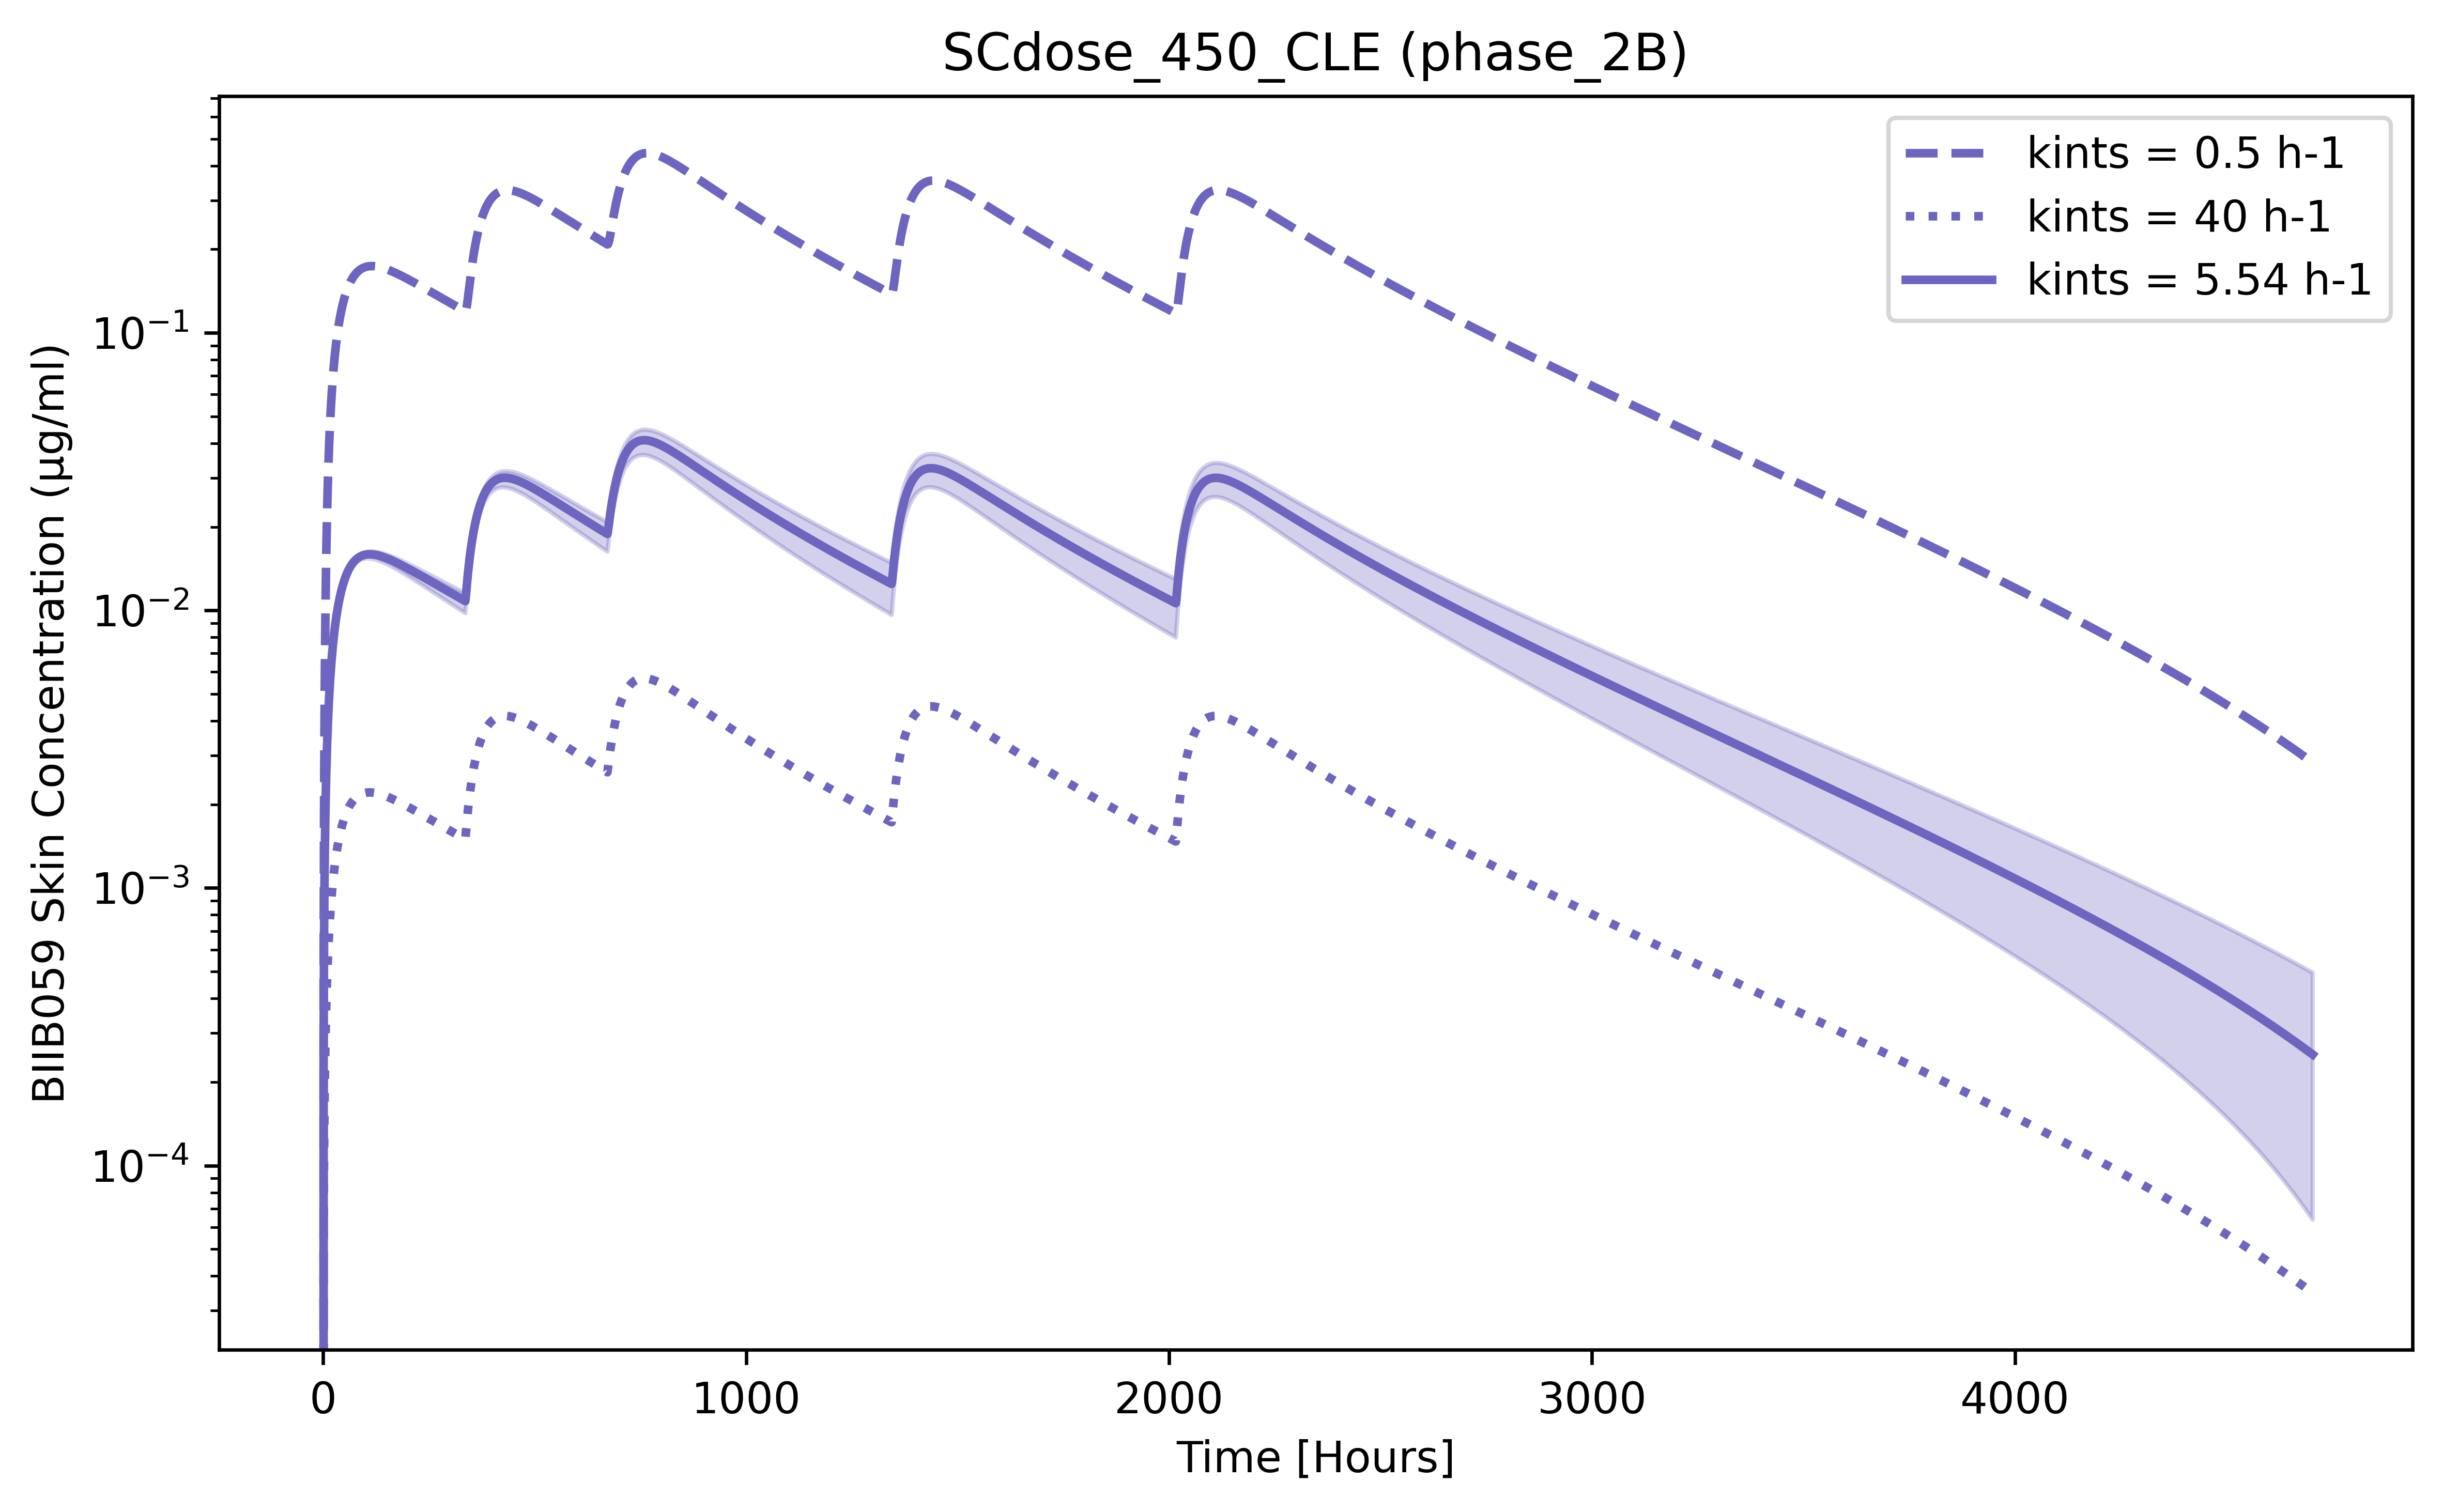 SCdose_450_CLE (phase_2B)
kints = 0.5 h-1
kints = 40 h-1
kints = 5.54 h-1
BIIB059 Skin Concentration (µg/ml)
10⁻¹
10⁻²
10⁻³
10⁻⁴
0 1000 2000 3000 4000
Time [Hours]